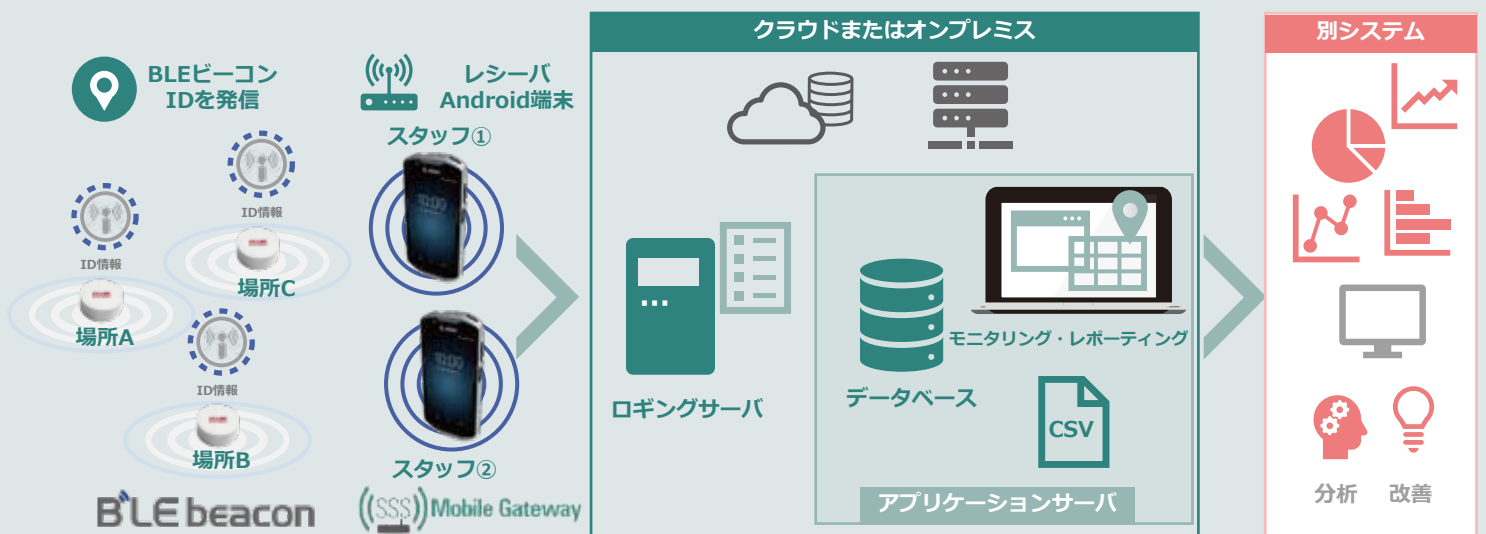 BLEビーコン
IDを発信
ID情報
場所C
ID情報
場所A
ID情報
場所B
BLE beacon
レシーバ
Android端末
スタッフ①
10:00
10:00
スタッフ②
((SSS)) Mobile Gateway
クラウドまたはオンプレミス
ロギングサーバ
データベース
モニタリング・レポーティング
CSV
アプリケーションサーバ
別システム
分析
改善